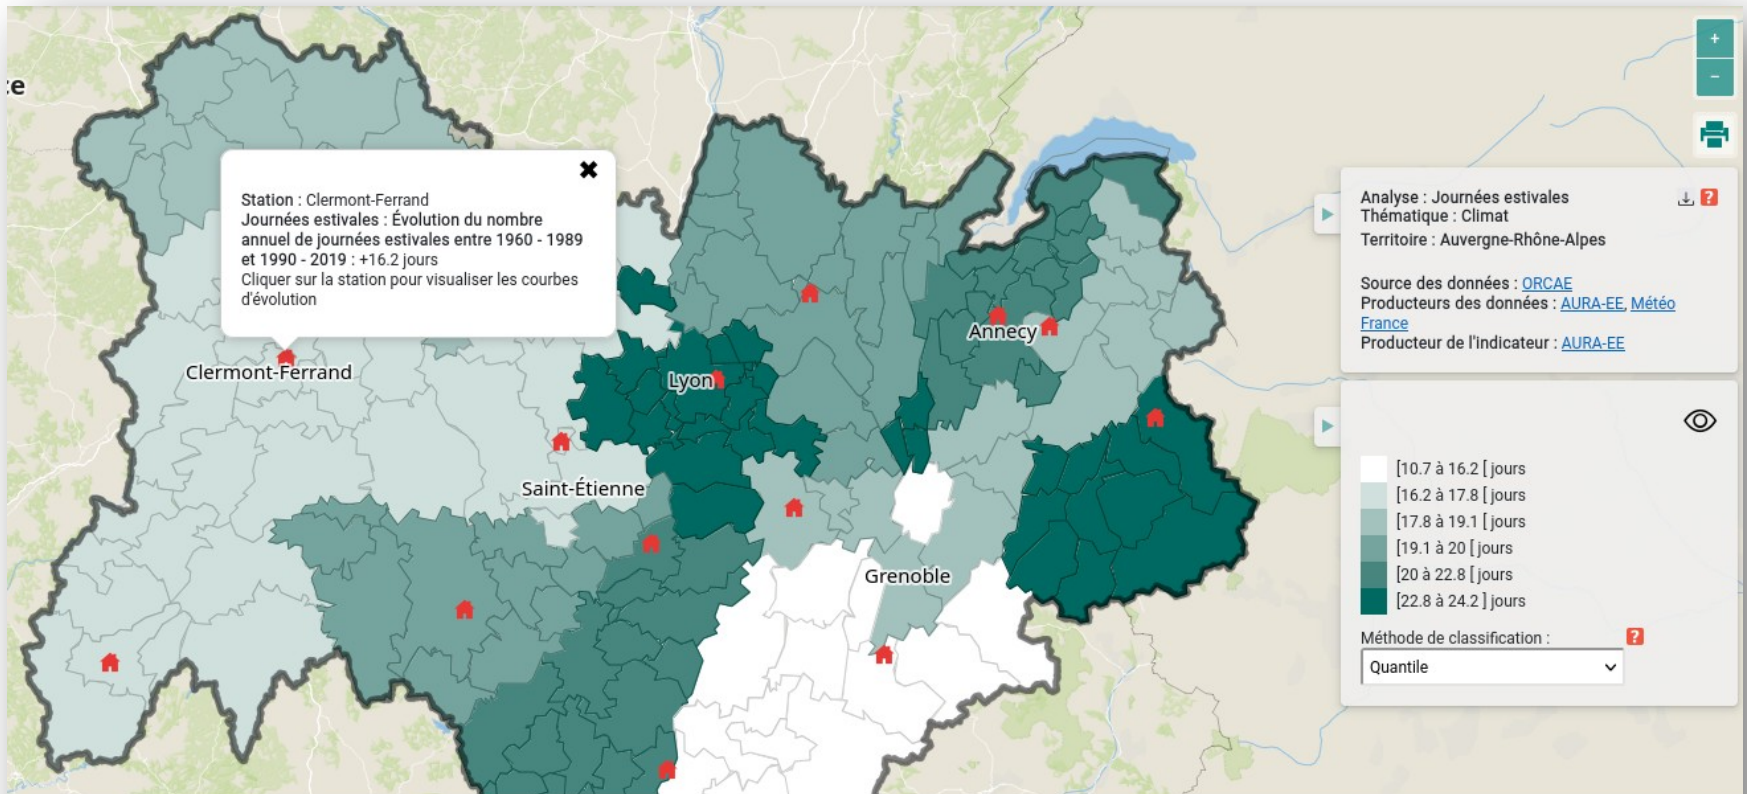 :e
Station : Clermont-Ferrand
Journées estivales : Évolution du nombre
annuel de journées estivales entre 1960 - 1989
et 1990 - 2019 : +16.2 jours
Cliquer sur la station pour visualiser les courbes
d'évolution
Clermont-Ferrand
Lyon
Annecy
Saint-Étienne
Grenoble
+
−
Analyse : Journées estivales
Thématique : Climat
Territoire : Auvergne-Rhône-Alpes
Source des données : ORCAE
Producteurs des données : AURA-EE, Météo
France
Producteur de l'indicateur : AURA-EE
[10.7 à 16.2 [ jours
[16.2 à 17.8 [ jours
[17.8 à 19.1 [ jours
[19.1 à 20 [ jours
[20 à 22.8 [ jours
[22.8 à 24.2 ] jours
Méthode de classification :
?
Quantile